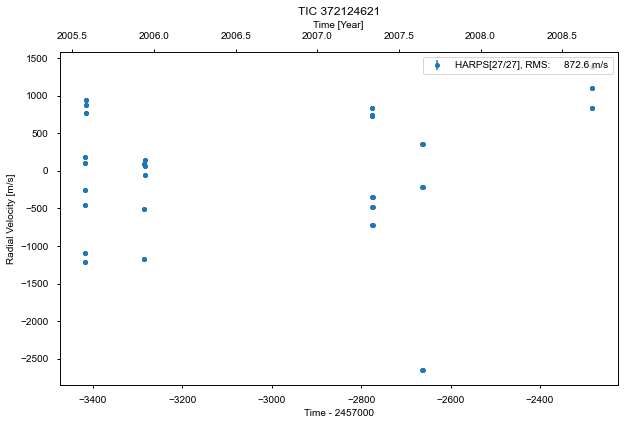 TIC 372124621
Time [Year]
2005.5 2006.0 2006.5 2007.0 2007.5 2008.0 2008.5
HARPS[27/27], RMS: 872.6 m/s
1500
1000
500
0
−500
−1000
−1500
−2000
−2500
Radial Velocity [m/s]
−3400 −3200 −3000 −2800 −2600 −2400
Time - 2457000